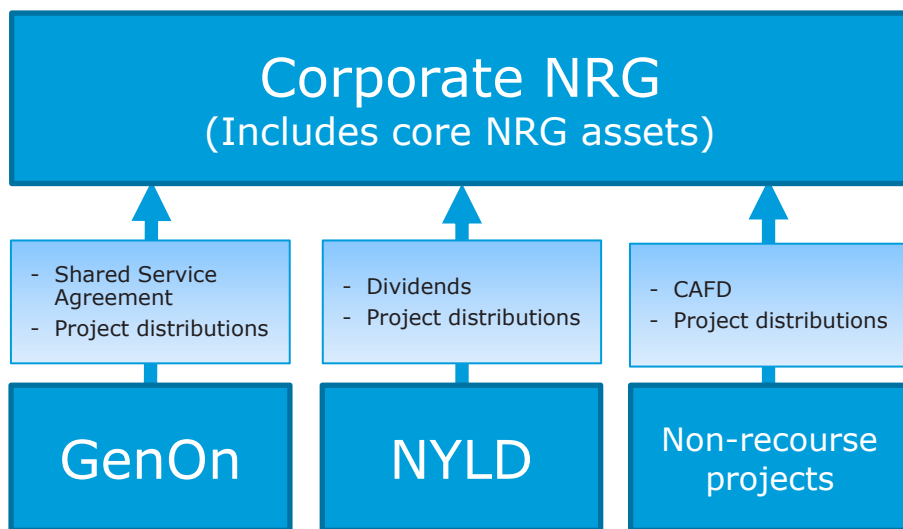 Corporate NRG
(Includes core NRG assets)
- Shared Service
Agreement
- Project distributions
- Dividends
- Project distributions
- CAFD
- Project distributions
GenOn
NYLD
Non-recourse
projects